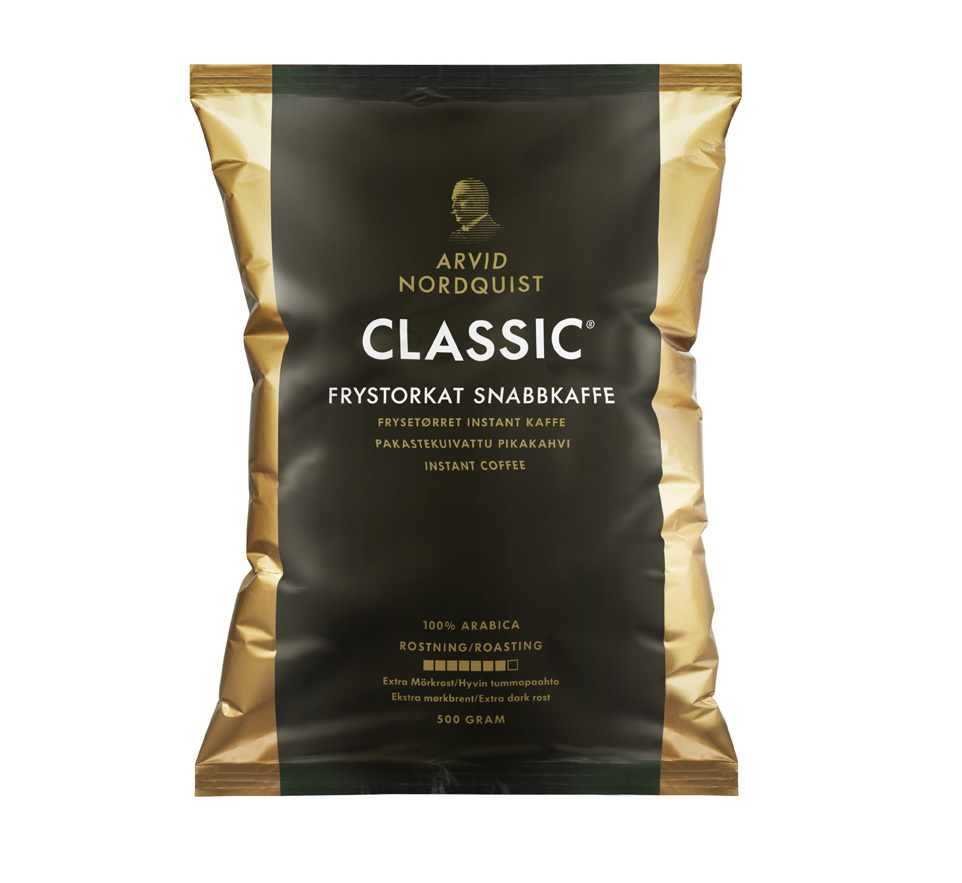 ARVID
NORDQUIST
CLASSIC®
FRYSTORKAT SNABBKAFFE
FRYSETØRRET INSTANT KAFFE
PAKASTEKUIVATTU PIKAKAHVI
INSTANT COFFEE
100% ARABICA
ROSTNING/ROASTING
Extra Mörkrost/Hyvin tummapaahto
Ekstra mørkbrent/Extra dark rost
500 GRAM